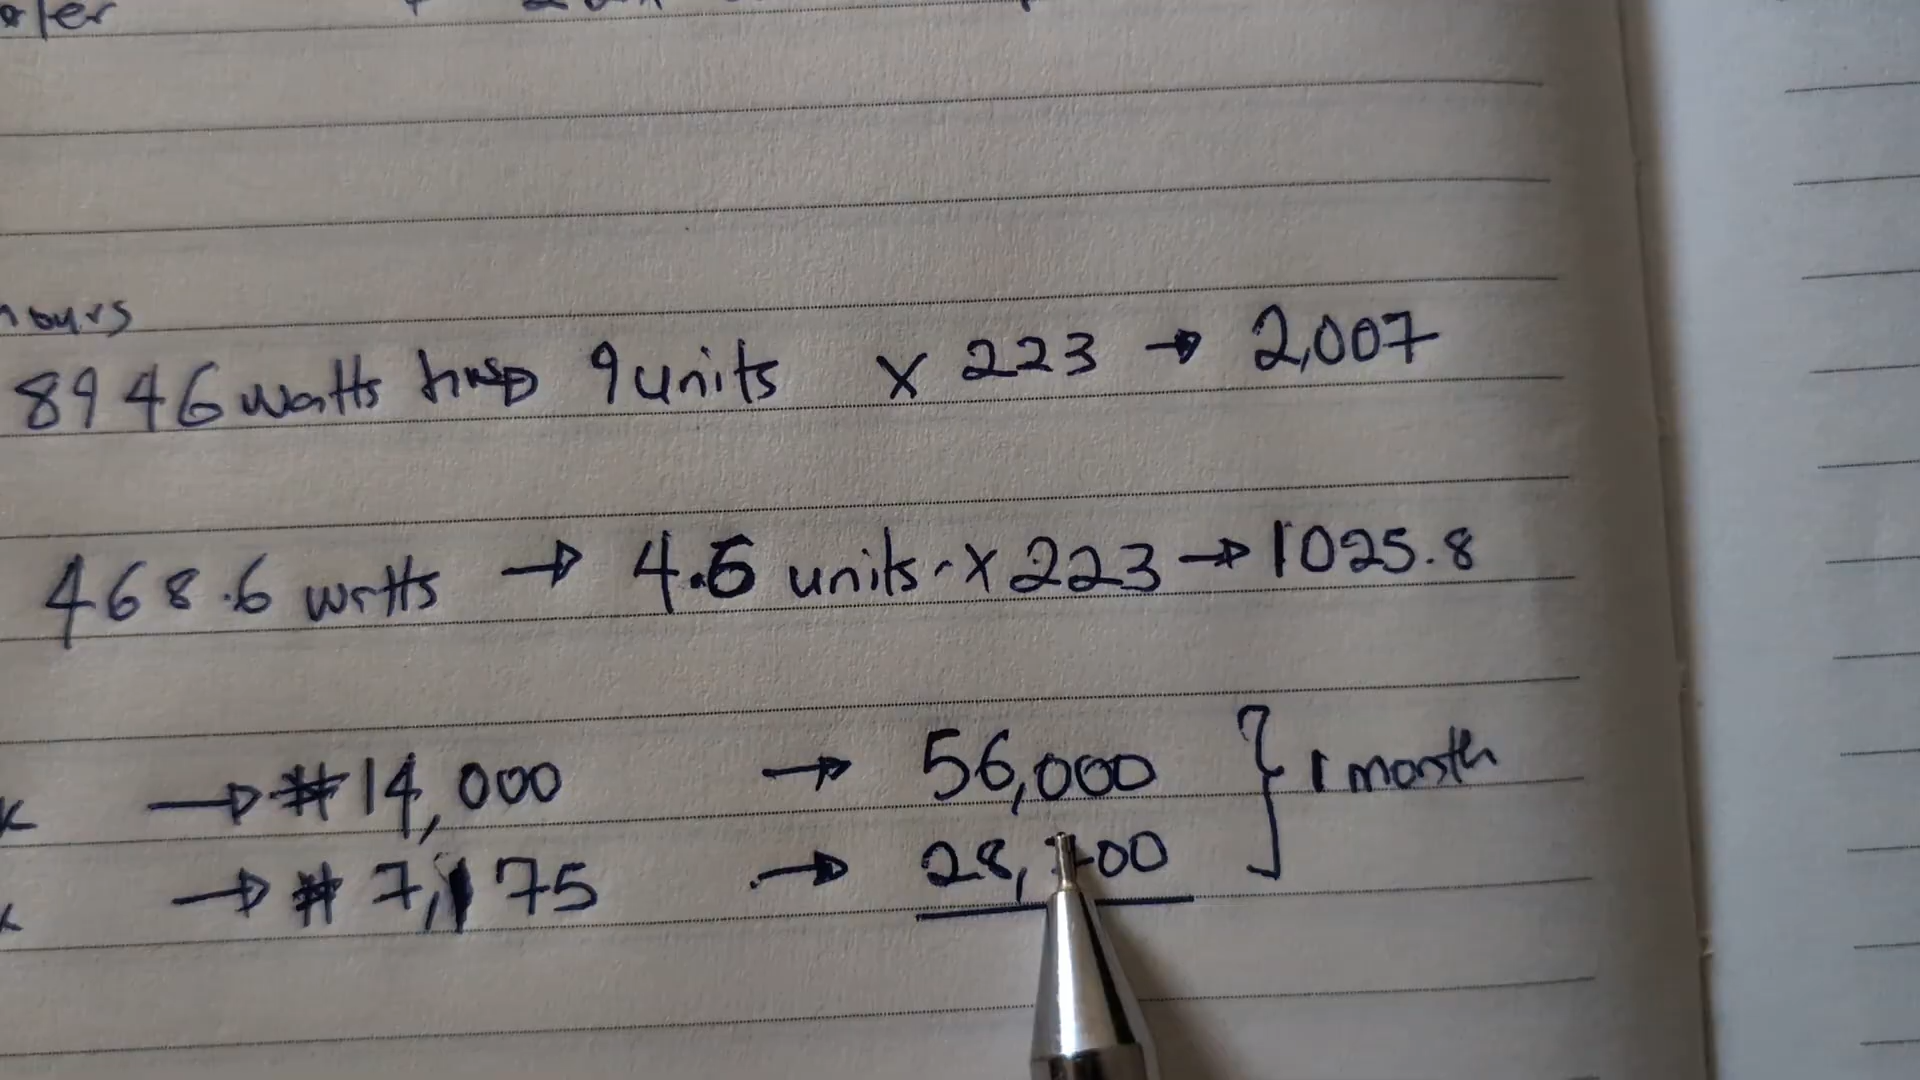 hours
8946 watts 9 units x 223 → 2,007
468.6 watts → 4.6 units x 223 → 1025.8
→ #14,000 → 56,000 } 1 month
→ #7,175 → 28,